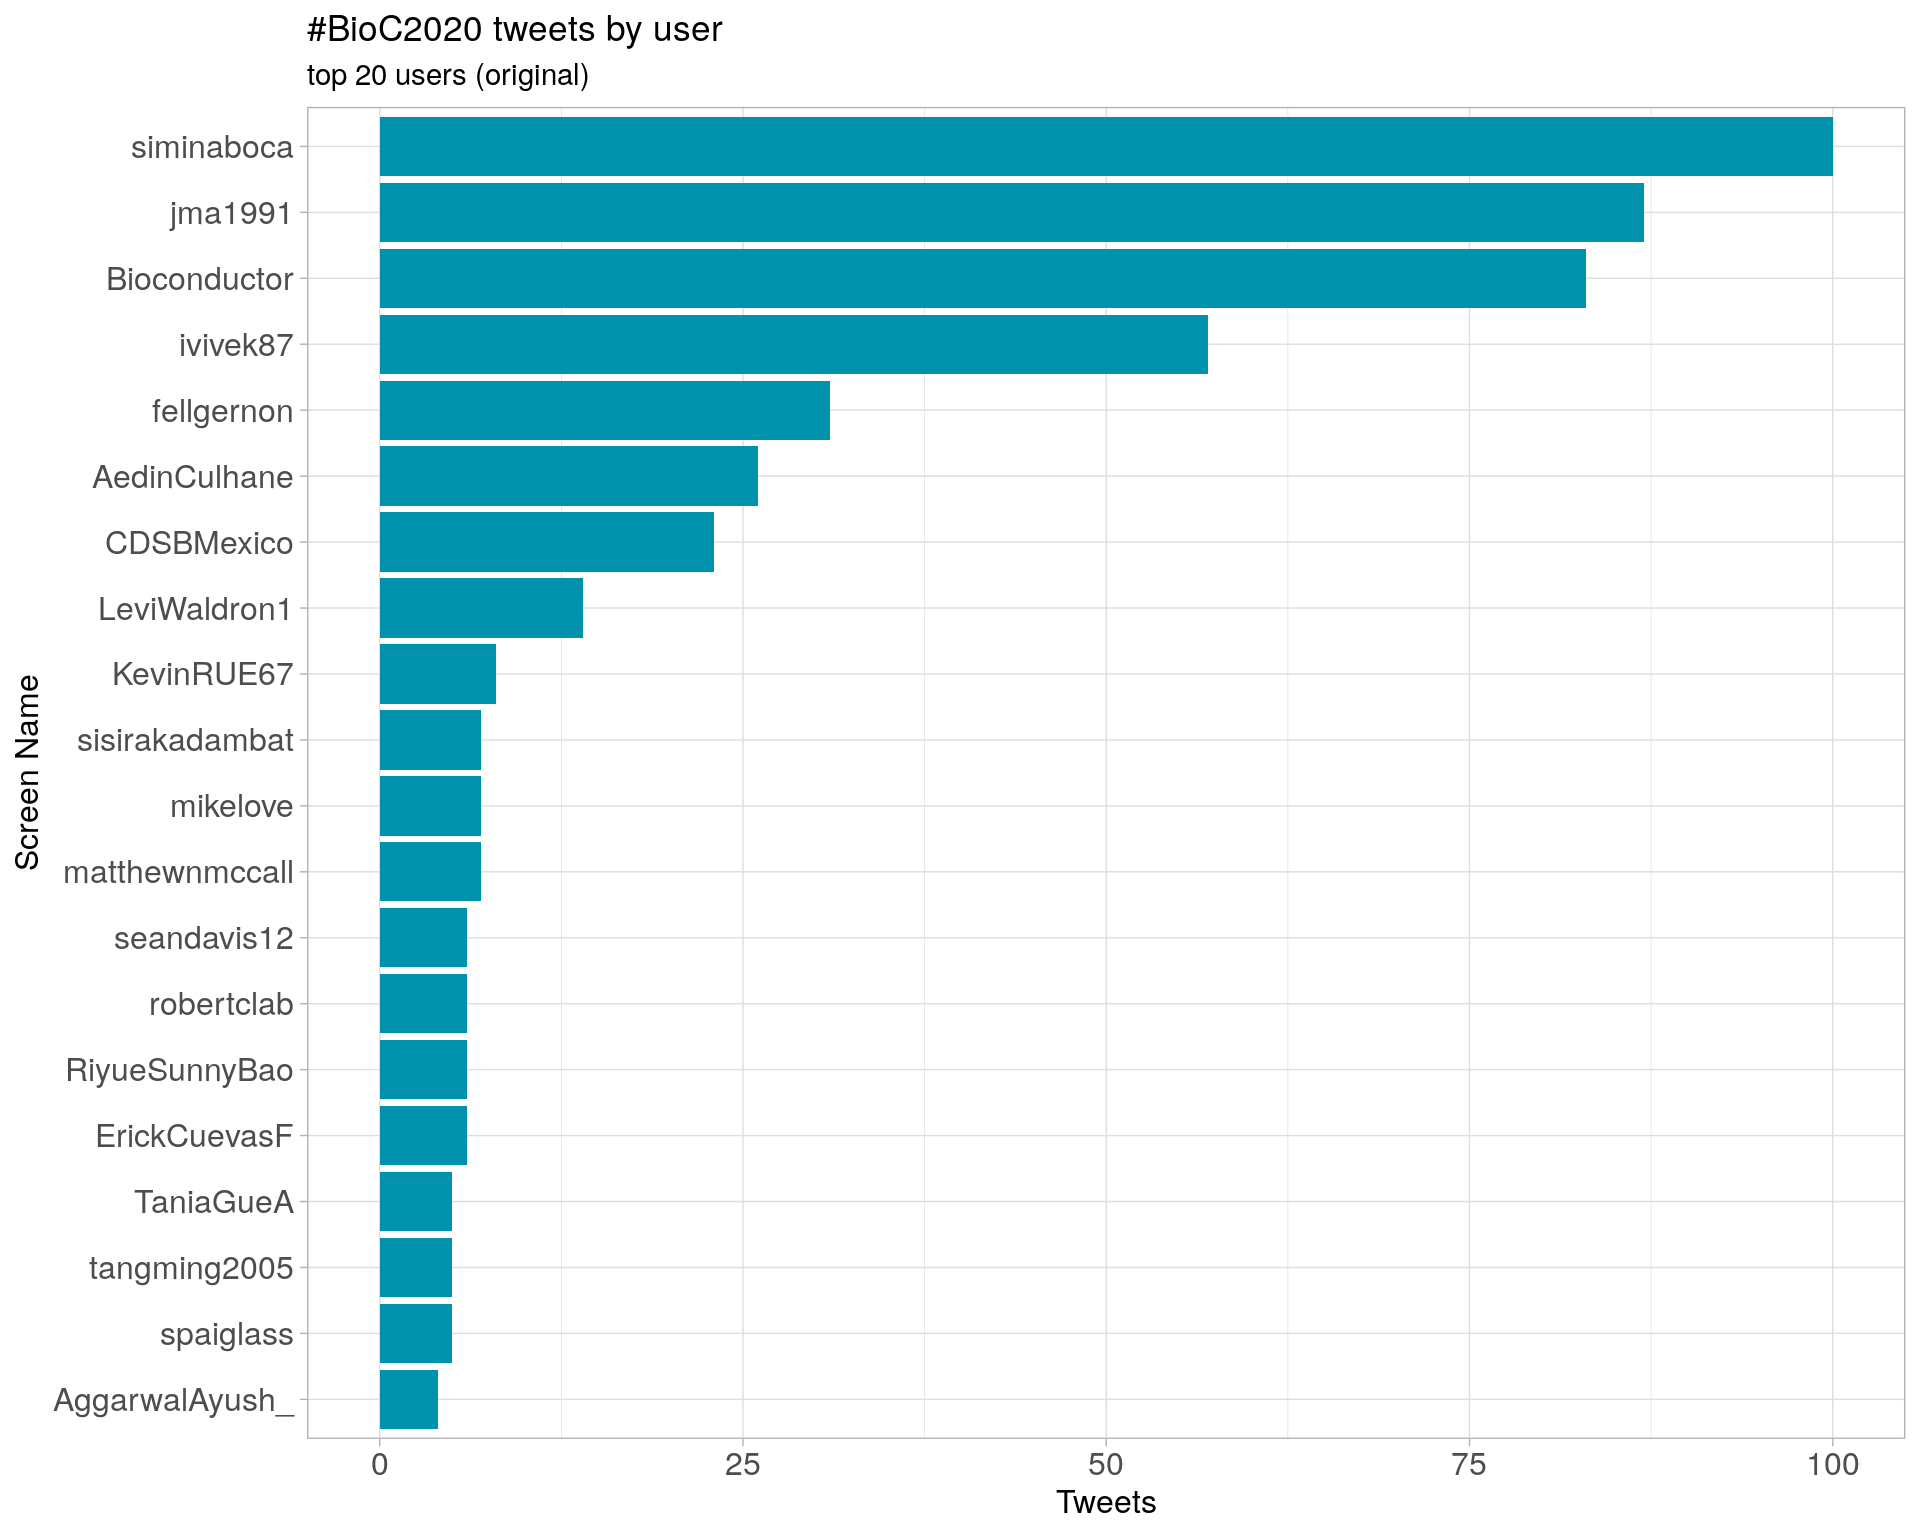 #BioC2020 tweets by user
top 20 users (original)
siminaboca
jma1991
Bioconductor
ivivek87
fellgernon
AedinCulhane
CDSBMexico
LeviWaldron1
KevinRUE67
sisirakadambat
mikelove
matthewnmccall
seandavis12
robertclab
RiyueSunnyBao
ErickCuevasF
TaniaGueA
tangming2005
spaiglass
AggarwalAyush_
Screen Name
0 25 50 75 100
Tweets